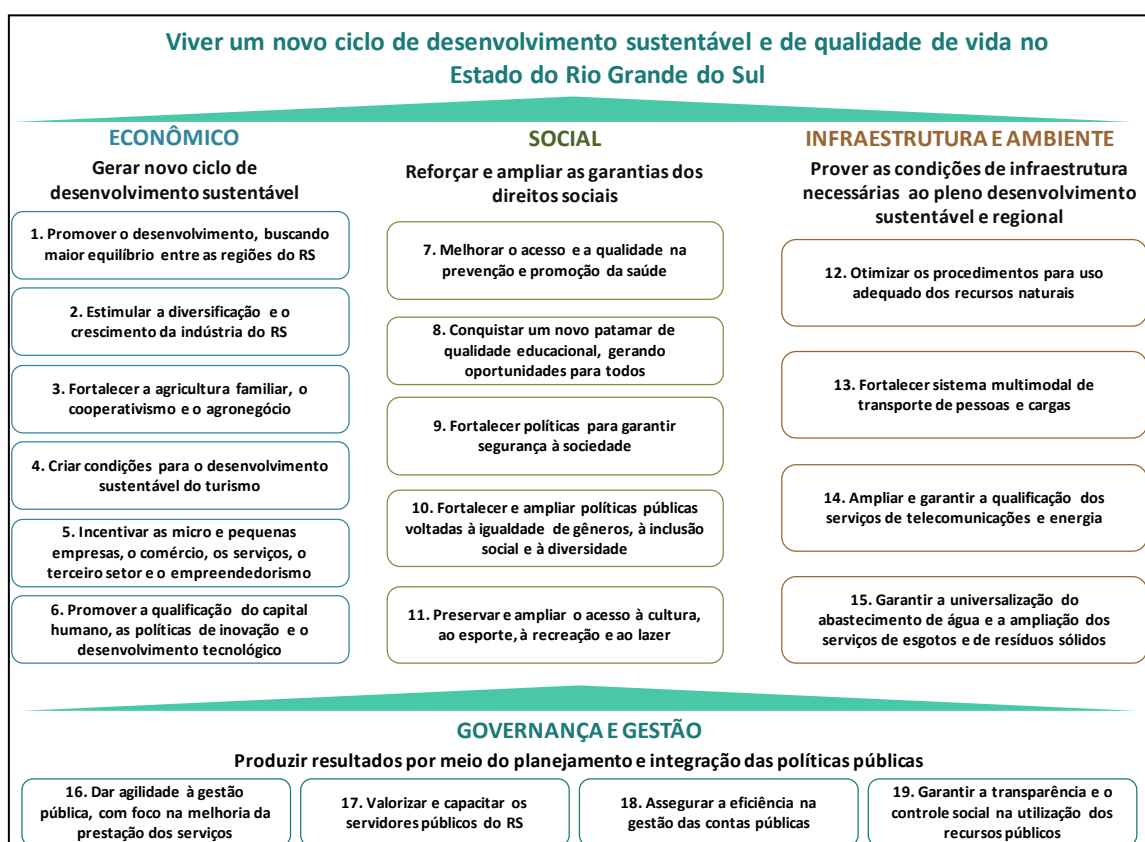 Viver um novo ciclo de desenvolvimento sustentável e de qualidade de vida no
Estado do Rio Grande do Sul
ECONÔMICO
Gerar novo ciclo de
desenvolvimento sustentável
1. Promover o desenvolvimento, buscando
maior equilíbrio entre as regiões do RS
2. Estimular a diversificação e o
crescimento da indústria do RS
3. Fortalecer a agricultura familiar, o
cooperativismo e o agronegócio
4. Criar condições para o desenvolvimento
sustentável do turismo
5. Incentivar as micro e pequenas
empresas, o comércio, os serviços, o
terceiro setor e o empreendedorismo
6. Promover a qualificação do capital
humano, as políticas de inovação e o
desenvolvimento tecnológico
SOCIAL
Reforçar e ampliar as garantias dos
direitos sociais
7. Melhorar o acesso e a qualidade na
prevenção e promoção da saúde
8. Conquistar um novo patamar de
qualidade educacional, gerando
oportunidades para todos
9. Fortalecer políticas para garantir
segurança à sociedade
10. Fortalecer e ampliar políticas públicas
voltadas à igualdade de gêneros, à inclusão
social e à diversidade
11. Preservar e ampliar o acesso à cultura,
ao esporte, à recreação e ao lazer
INFRAESTRUTURA E AMBIENTE
Prover as condições de infraestrutura
necessárias ao pleno desenvolvimento
sustentável e regional
12. Otimizar os procedimentos para uso
adequado dos recursos naturais
13. Fortalecer sistema multimodal de
transporte de pessoas e cargas
14. Ampliar e garantir a qualificação dos
serviços de telecomunicações e energia
15. Garantir a universalização do
abastecimento de água e a ampliação dos
serviços de esgotos e de resíduos sólidos
GOVERNANÇA E GESTÃO
Produzir resultados por meio do planejamento e integração das políticas públicas
16. Dar agilidade à gestão
pública, com foco na melhoria da
prestação dos serviços
17. Valorizar e capacitar os
servidores públicos do RS
18. Assegurar a eficiência na
gestão das contas públicas
19. Garantir a transparência e o
controle social na utilização dos
recursos públicos